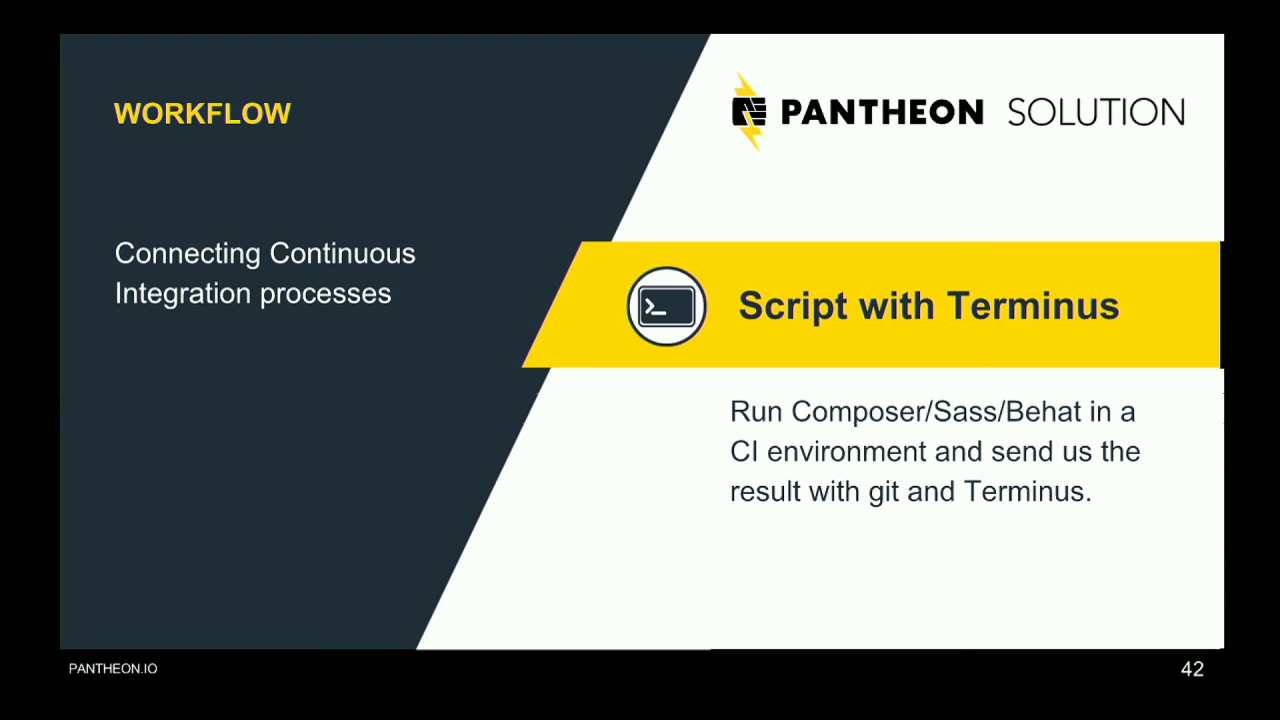 WORKFLOW
PANTHEON SOLUTION
Connecting Continuous
Integration processes
>_
Script with Terminus
Run Composer/Sass/Behat in a
CI environment and send us the
result with git and Terminus.
PANTHEON.IO
42